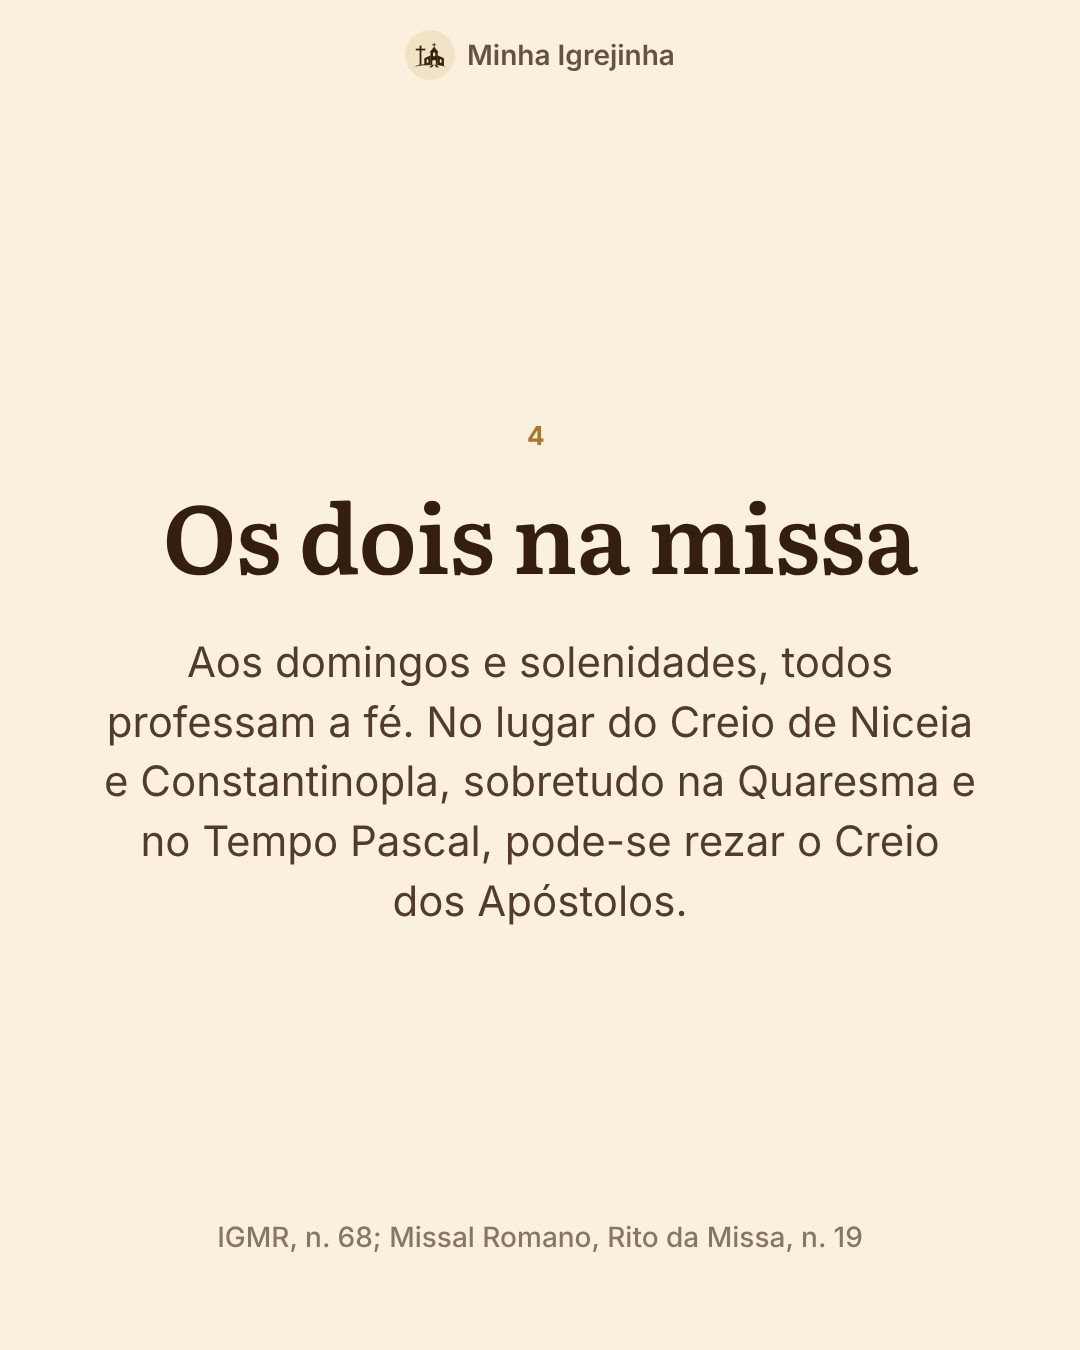 Minha Igrejinha
4
Os dois na missa
Aos domingos e solenidades, todos
professam a fé. No lugar do Creio de Niceia
e Constantinopla, sobretudo na Quaresma e
no Tempo Pascal, pode-se rezar o Creio
dos Apóstolos.
IGMR, n. 68; Missal Romano, Rito da Missa, n. 19